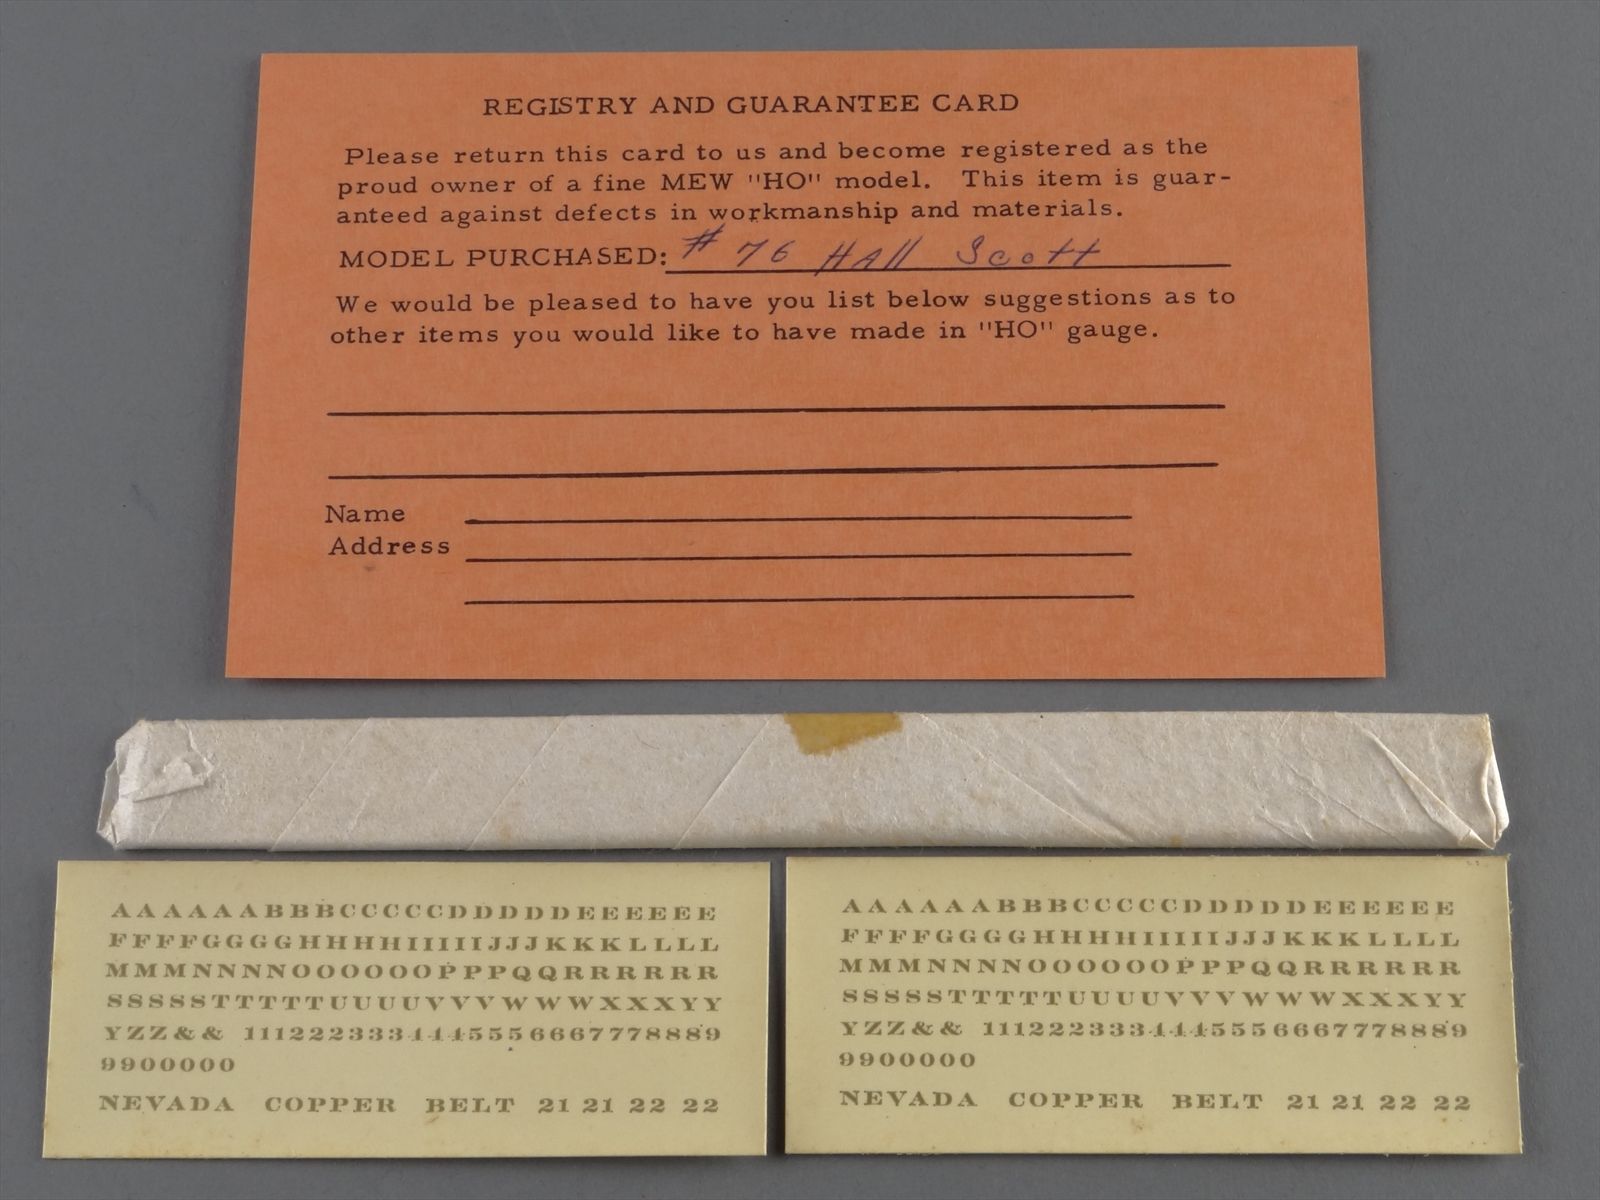 REGISTRY AND GUARANTEE CARD
Please return this card to us and become registered as the
proud owner of a fine MEW "HO" model. This item is guar-
anteed against defects in workmanship and materials.
MODEL PURCHASED: # 76 HAll Scott
We would be pleased to have you list below suggestions as to
other items you would like to have made in "HO" gauge.
Name
Address
AAAAAABBBCCCCCDDDDDEEEEEE
FFFFGGGGHHHHIIIIIJJJKKKLLLL
MMMNNNNOOOOOOPPPQQRRRRRR
SSSSSTTTTTUUUUVVVWWWXXXYY
YZZ&& 111222333444555666777888​9
9900000
NEVADA COPPER BELT 21 21 22 22
AAAAAABBBCCCCCDDDDDEEEEEE
FFFFGGGGHHHHIIIIIJJJKKKLLLL
MMMNNNNOOOOOOPPPQQRRRRRR
SSSSSTTTTTUUUUVVVWWWXXXYY
YZZ&& 1112223334445556667778889
9900000
NEVADA COPPER BELT 21 21 22 22